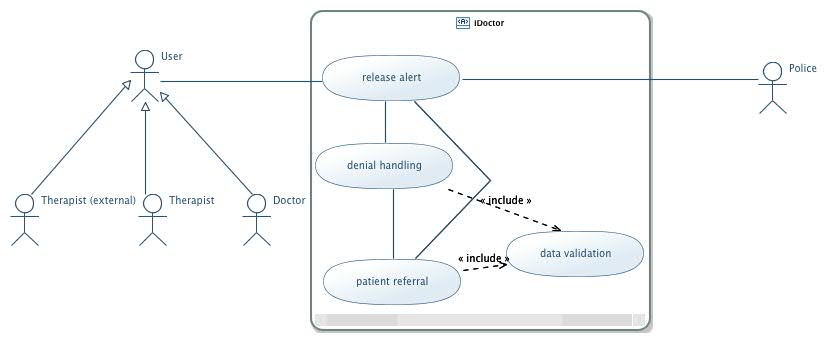 IDoctor
User
release alert
Police
denial handling
Therapist (external)
Therapist
Doctor
« include »
data validation
« include »
patient referral